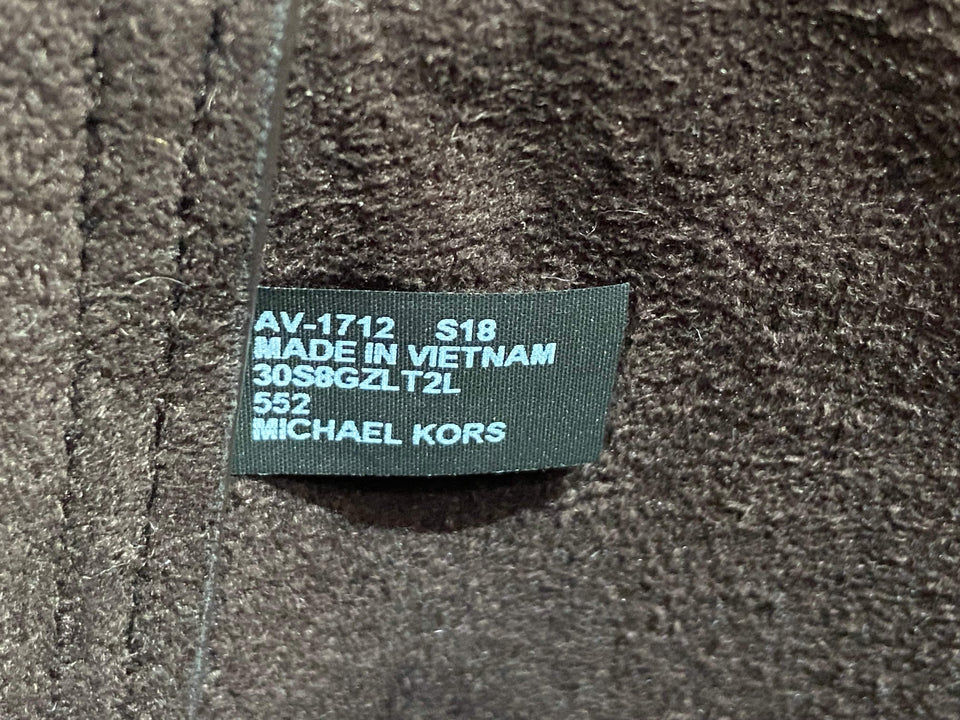 AV-1712 S18
MADE IN VIETNAM
30S8GZLT2L
552
MICHAEL KORS